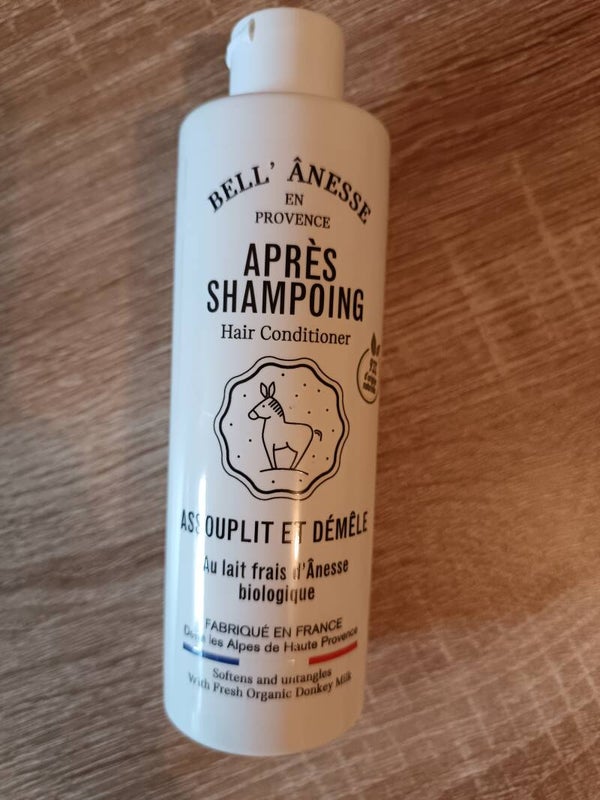 BELL' ÂNESSE
EN
PROVENCE
APRÈS
SHAMPOING
Hair Conditioner
ASSOUPLIT ET DÉMÊLE
Au lait frais d'Ânesse
biologique
FABRIQUÉ EN FRANCE
Dans les Alpes de Haute Provence
Softens and untangles
With Fresh Organic Donkey Milk